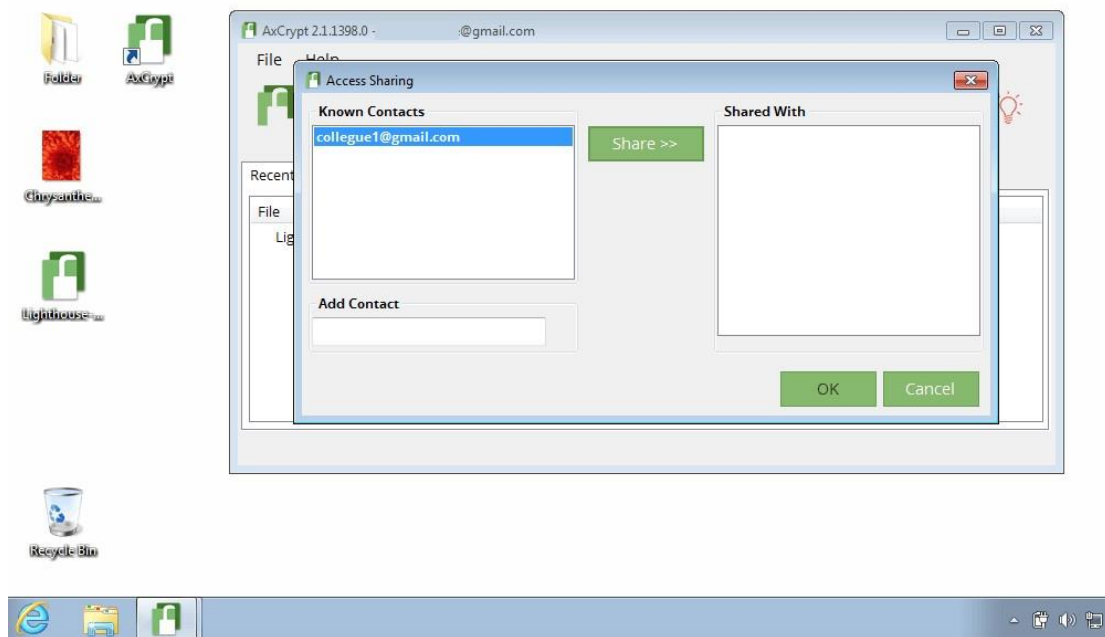 AxCrypt 2.1.1398.0 - :@gmail.com
File Help
Access Sharing
Known Contacts
collegue1@gmail.com
Share >>
Shared With
Add Contact
OK
Cancel
Recent
File
Lig
Folder
AxCrypt
Chrysanthe...
Lighthouse-...
Recycle Bin